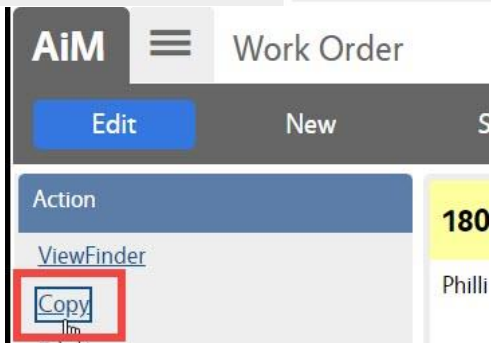 AiM Work Order
Edit New S
Action
180
ViewFinder
Philli
Copy